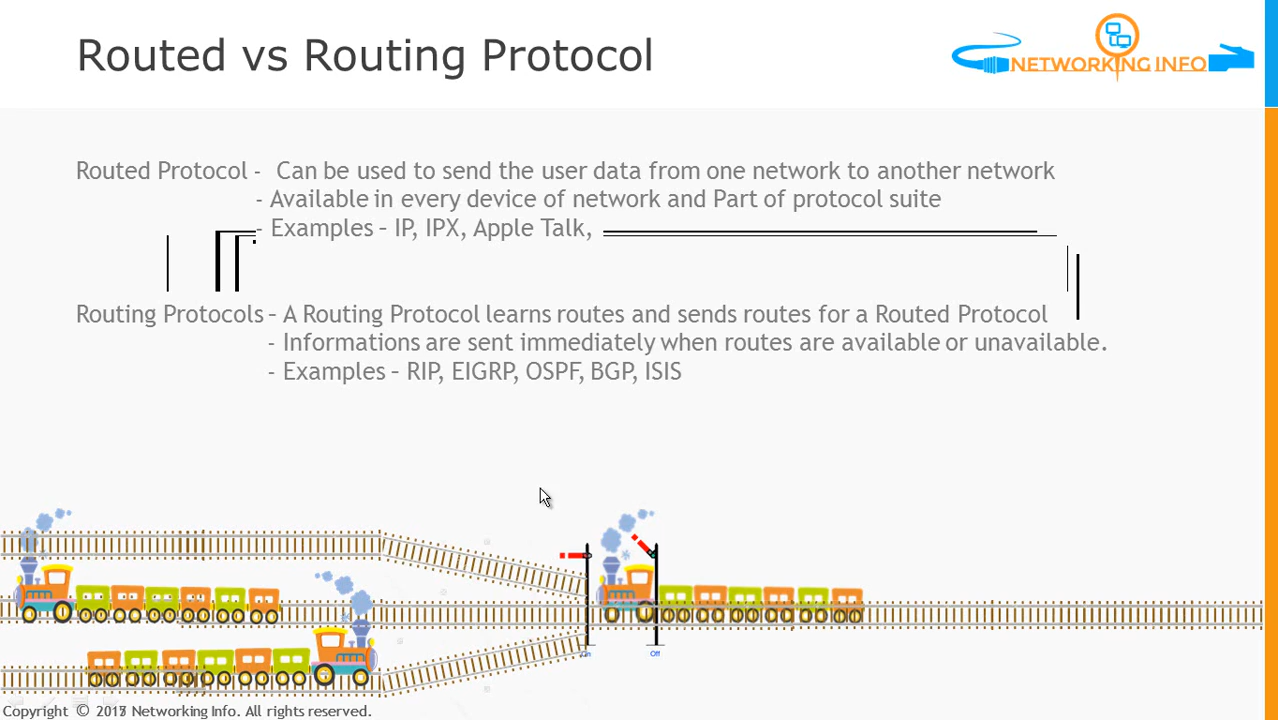 Routed vs Routing Protocol
NETWORKING INFO
Routed Protocol - Can be used to send the user data from one network to another network
- Available in every device of network and Part of protocol suite
- Examples – IP, IPX, Apple Talk,
Routing Protocols – A Routing Protocol learns routes and sends routes for a Routed Protocol
- Informations are sent immediately when routes are available or unavailable.
- Examples – RIP, EIGRP, OSPF, BGP, ISIS
On
Off
Copyright © Networking Info. All rights reserved.